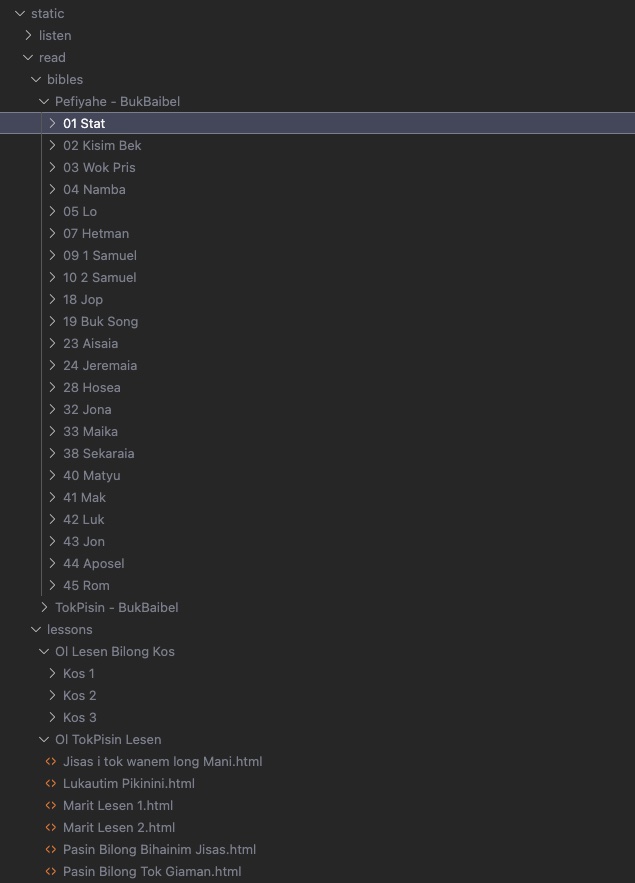 static
listen
read
bibles
Pefiyahe - BukBaibel
01 Stat
02 Kisim Bek
03 Wok Pris
04 Namba
05 Lo
07 Hetman
09 1 Samuel
10 2 Samuel
18 Jop
19 Buk Song
23 Aisaia
24 Jeremaia
28 Hosea
32 Jona
33 Maika
38 Sekaraia
40 Matyu
41 Mak
42 Luk
43 Jon
44 Aposel
45 Rom
TokPisin - BukBaibel
lessons
Ol Lesen Bilong Kos
Kos 1
Kos 2
Kos 3
Ol TokPisin Lesen
Jisas i tok wanem long Mani.html
Lukautim Pikinini.html
Marit Lesen 1.html
Marit Lesen 2.html
Pasin Bilong Bihainim Jisas.html
Pasin Bilong Tok Giaman.html